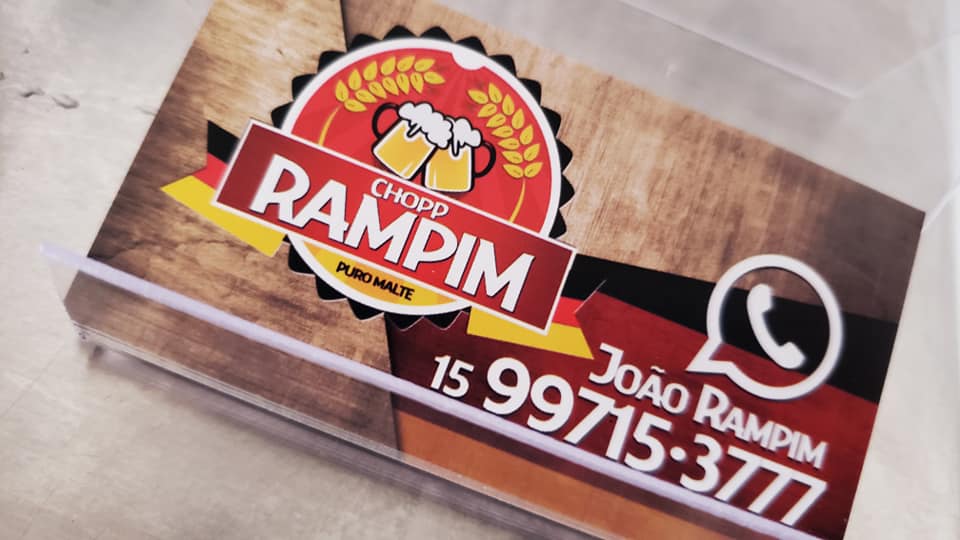 CHOPP
RAMPIM
PURO MALTE
JOÃO RAMPIM
15 99715-3777